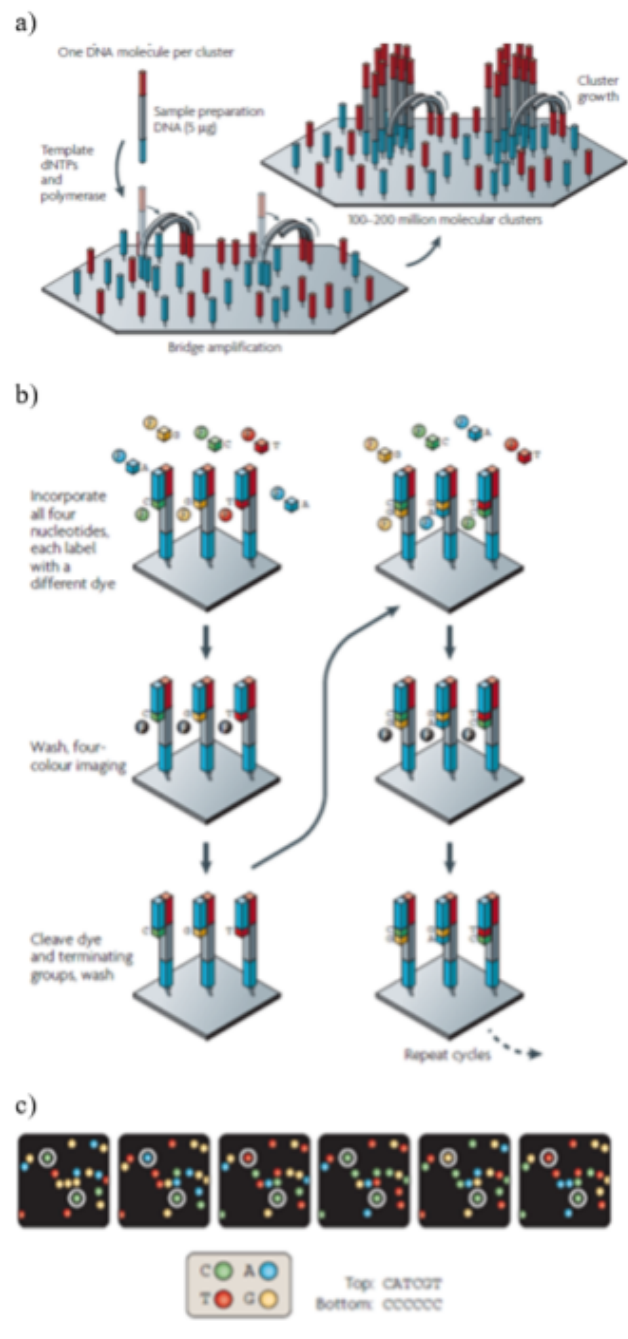 a)
One DNA molecule per cluster
Sample preparation
DNA (5 µg)
Template
dNTPs
and
polymerase
Cluster
growth
100–200 million molecular clusters
Bridge amplification
b)
G
C
T
A
A
C
G
T
Incorporate
all four
nucleotides,
each label
with a
different dye
G
C
A
T
Wash, four-
colour imaging
Cleave dye
and terminating
groups, wash
C
G
T
Repeat cycles
c)
C
A
T
G
Top: CATCGT
Bottom: CCCCCC